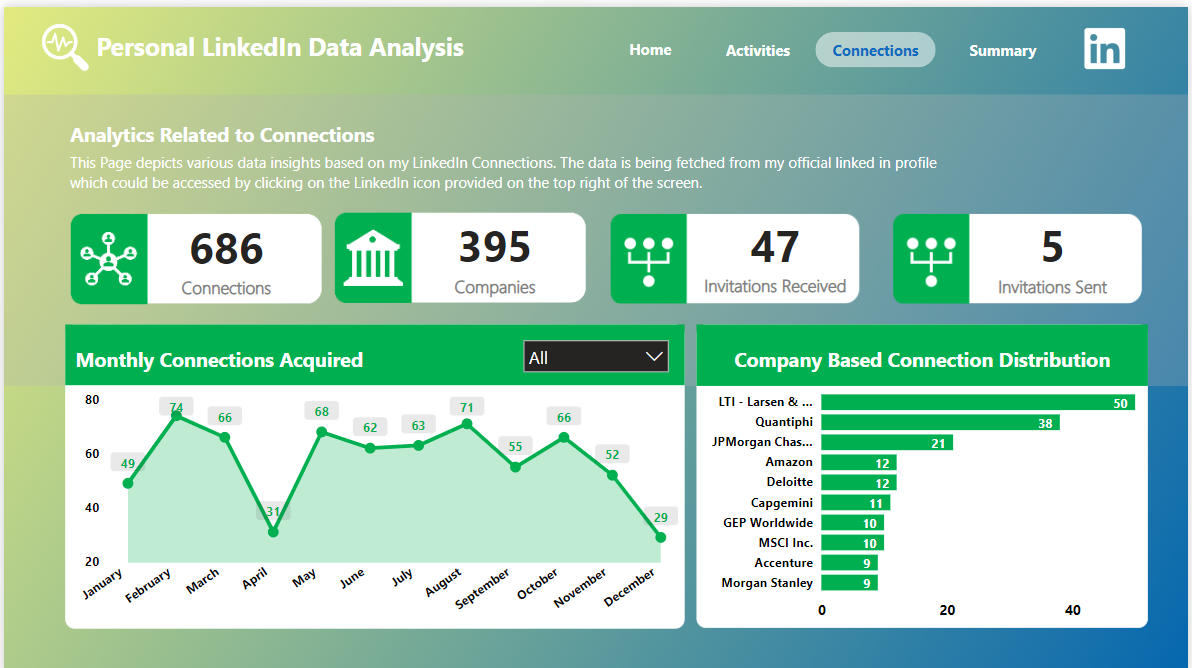 Personal LinkedIn Data Analysis
Home
Activities
Connections
Summary
in
Analytics Related to Connections
This Page depicts various data insights based on my LinkedIn Connections. The data is being fetched from my official linked in profile
which could be accessed by clicking on the LinkedIn icon provided on the top right of the screen.
686
Connections
395
Companies
47
Invitations Received
5
Invitations Sent
Monthly Connections Acquired
All
80
60
40
20
49
74
66
31
68
62
63
71
55
66
52
29
January
February
March
April
May
June
July
August
September
October
November
December
Company Based Connection Distribution
LTI - Larsen & ... 50
Quantiphi 38
JPMorgan Chas... 21
Amazon 12
Deloitte 12
Capgemini 11
GEP Worldwide 10
MSCI Inc. 10
Accenture 9
Morgan Stanley 9
0 20 40